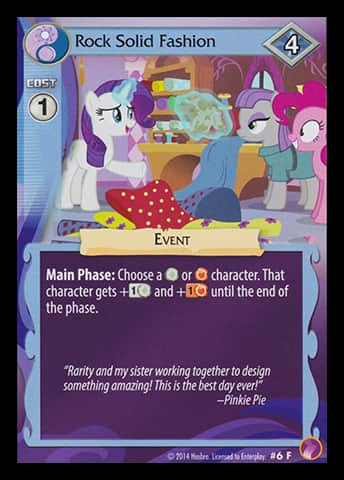 Rock Solid Fashion
4
COST
1
EVENT
Main Phase: Choose a or character. That
character gets +1 and +1 until the end of
the phase.
“Rarity and my sister working together to design
something amazing! This is the best day ever!”
–Pinkie Pie
© 2014 Hasbro. Licensed to Enterplay. #6 F